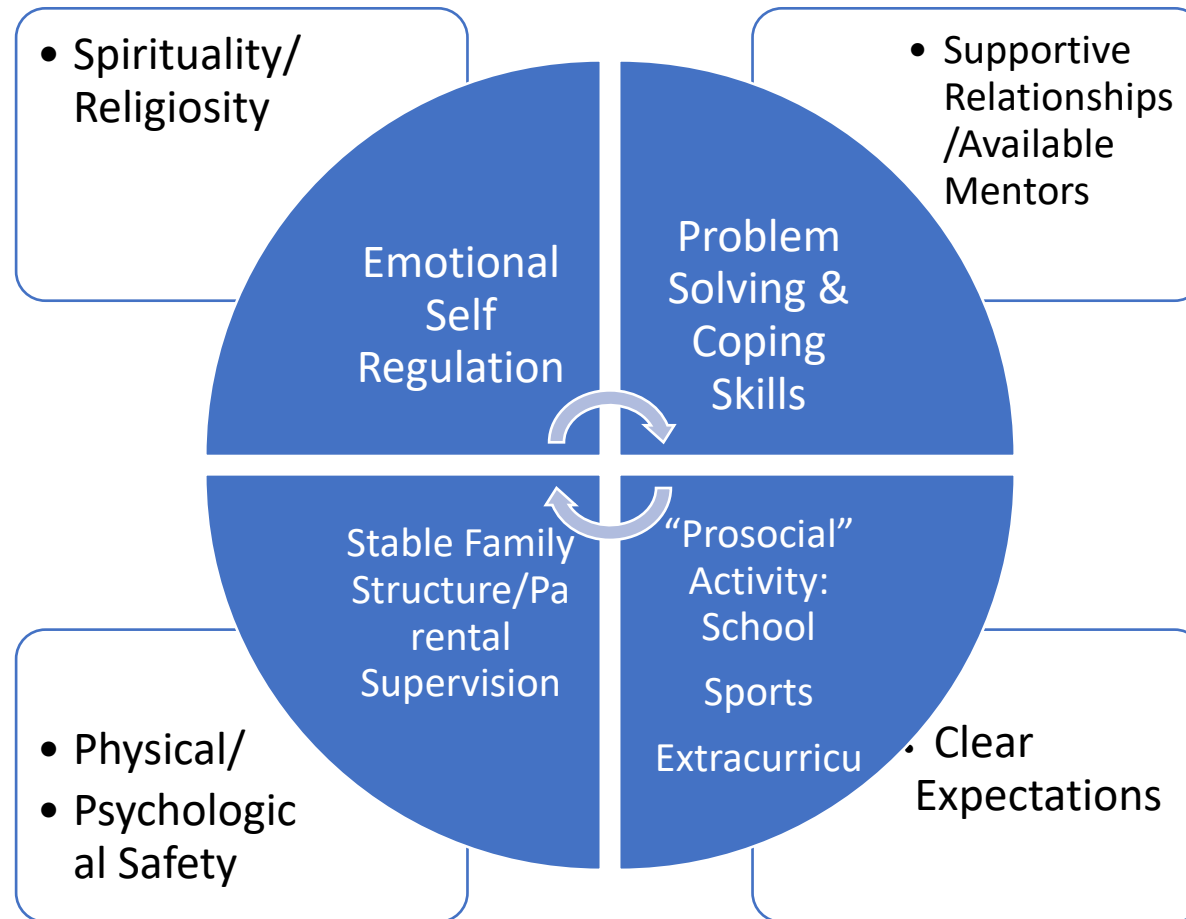 • Spirituality/
Religiosity
• Supportive
Relationships
/Available
Mentors
Emotional
Self
Regulation
Problem
Solving &
Coping
Skills
Stable Family
Structure/Pa
rental
Supervision
“Prosocial”
Activity:
School
Sports
Extracurricu
• Physical/
• Psychologic
al Safety
• Clear
Expectations